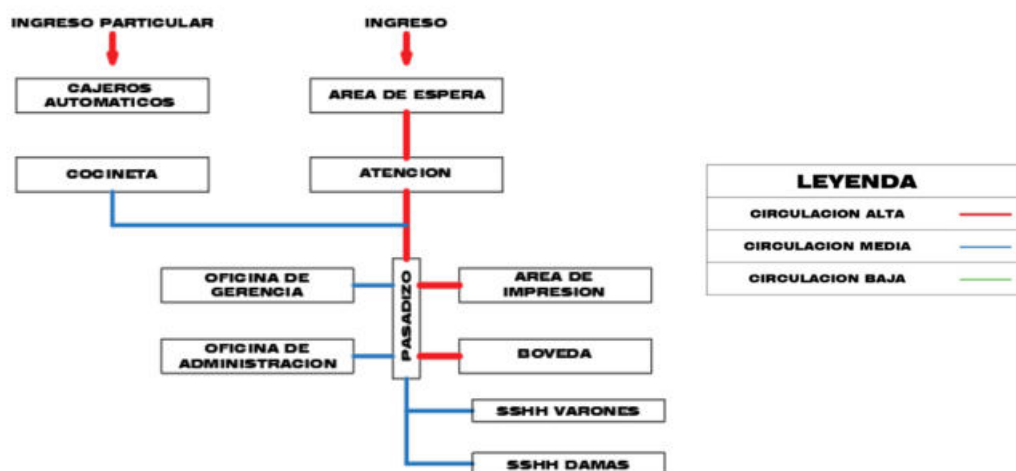 INGRESO PARTICULAR
INGRESO
CAJEROS
AUTOMATICOS
AREA DE ESPERA
COCINETA
ATENCION
LEYENDA
CIRCULACION ALTA
CIRCULACION MEDIA
CIRCULACION BAJA
OFICINA DE
GERENCIA
PASADIZO
AREA DE
IMPRESION
OFICINA DE
ADMINISTRACION
BOVEDA
SSHH VARONES
SSHH DAMAS